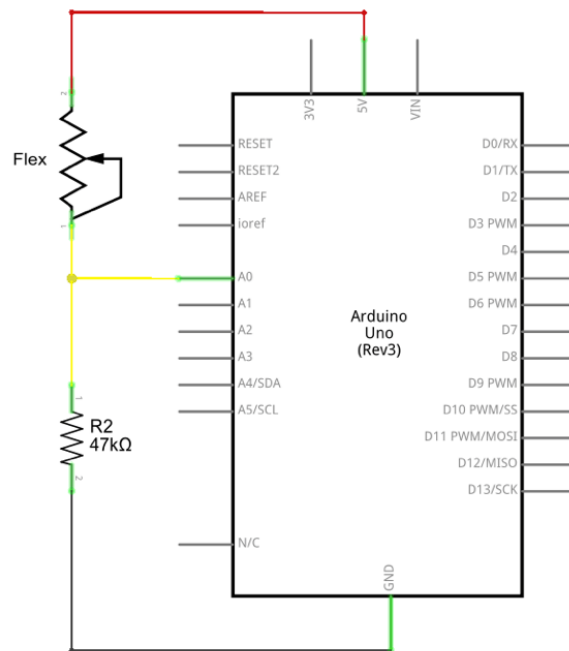 3V3
5V
VIN
2
Flex
1
RESET
RESET2
AREF
ioref
A0
A1
A2
A3
A4/SDA
A5/SCL
N/C
Arduino
Uno
(Rev3)
D0/RX
D1/TX
D2
D3 PWM
D4
D5 PWM
D6 PWM
D7
D8
D9 PWM
D10 PWM/SS
D11 PWM/MOSI
D12/MISO
D13/SCK
1
R2
47kΩ
2
GND